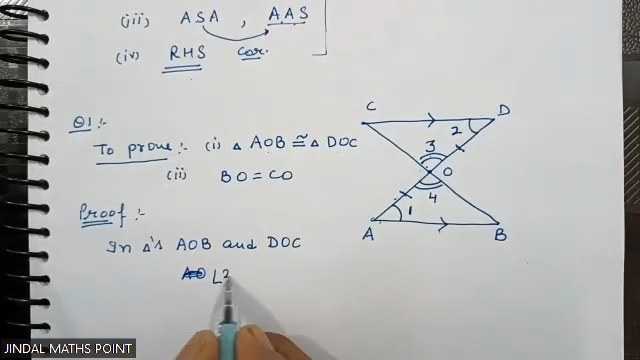 (iii) ASA , AAS
(iv) RHS Cor.
Q1:-
To prove:- (i) △ AOB ≅ △ DOC
(ii) BO = CO
Proof:-
In △'s AOB and DOC
∠3
C
D
2
3
O
4
1
A
B
JINDAL MATHS POINT